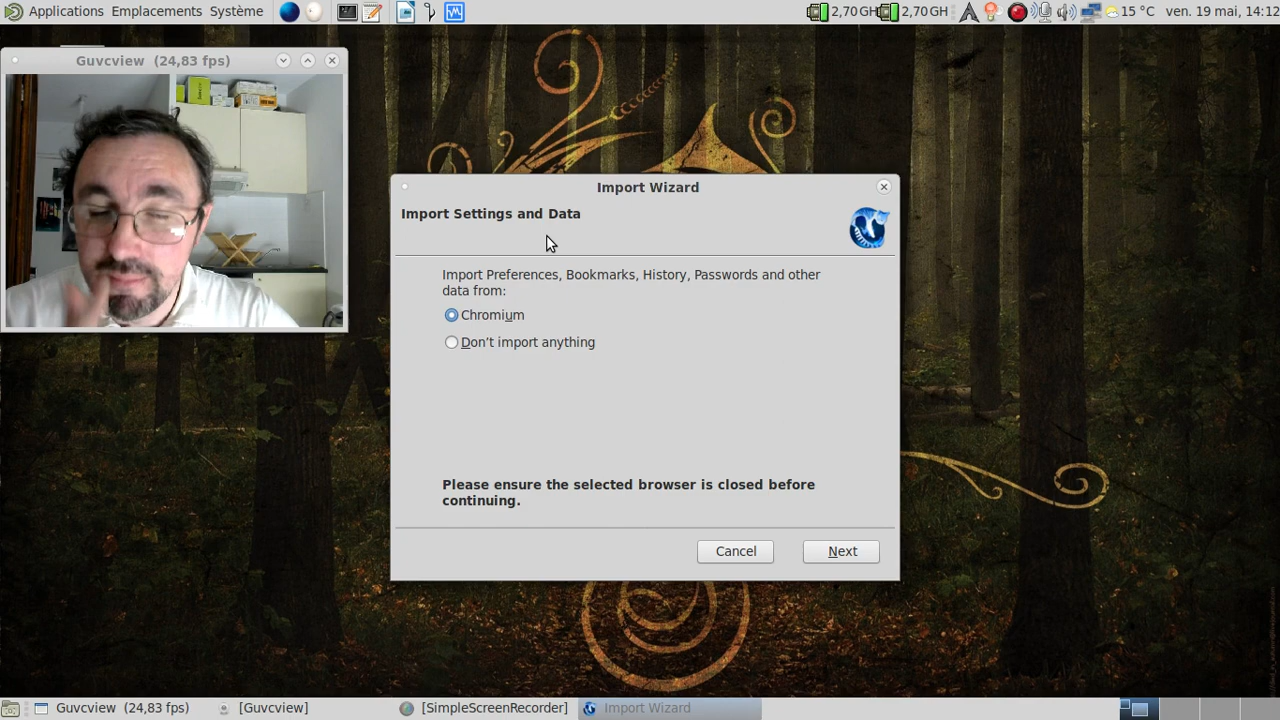 Applications Emplacements Système
2,70 GH 2,70 GH 15 °C ven. 19 mai, 14:12
Guvcview (24,83 fps)
Import Wizard
Import Settings and Data
Import Preferences, Bookmarks, History, Passwords and other
data from:
Chromium
Don't import anything
Please ensure the selected browser is closed before
continuing.
Cancel Next
Guvcview (24,83 fps) [Guvcview] [SimpleScreenRecorder] Import Wizard